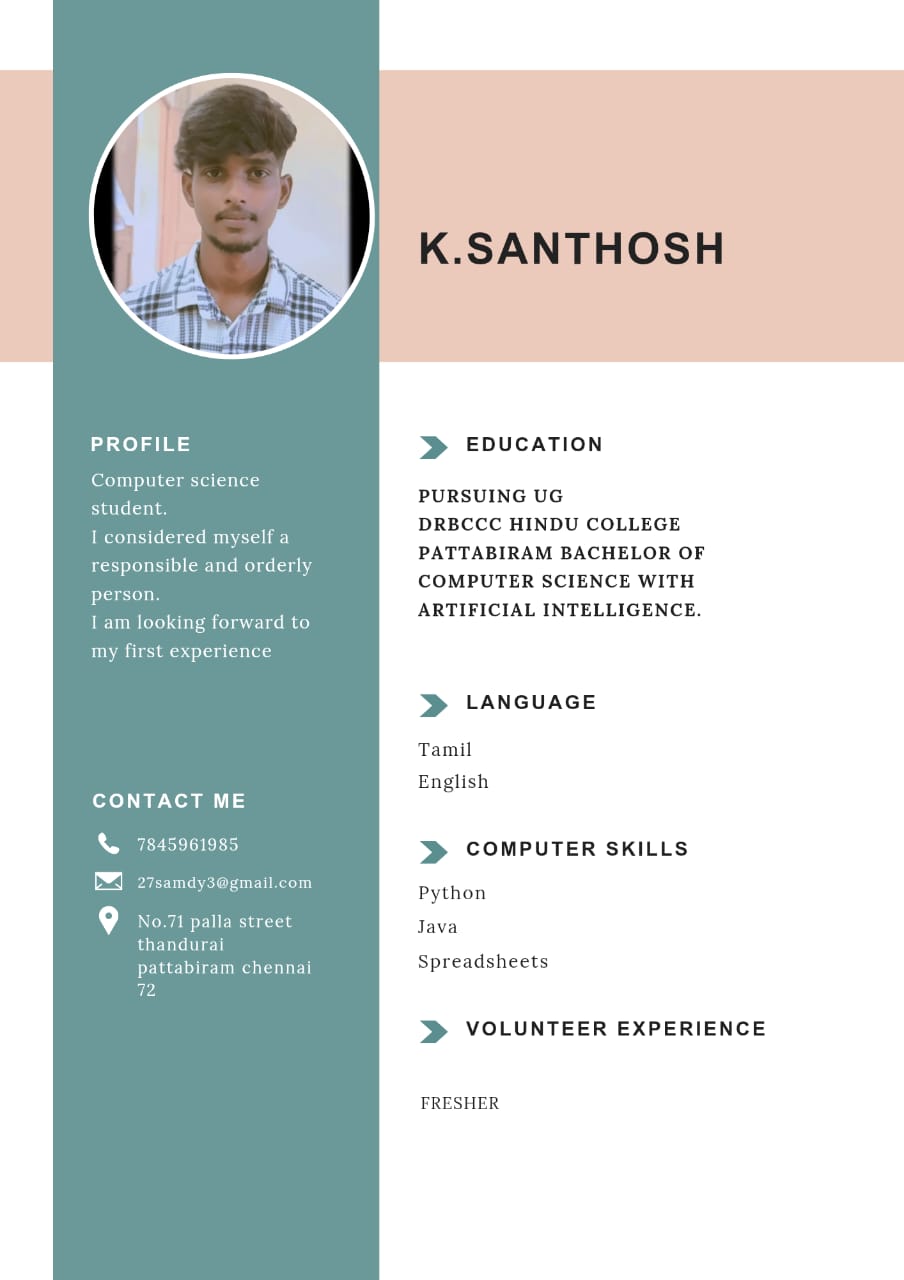 K.SANTHOSH
PROFILE
Computer science
student.
I considered myself a
responsible and orderly
person.
I am looking forward to
my first experience
CONTACT ME
7845961985
27samdy3@gmail.com
No.71 palla street
thandurai
pattabiram chennai
72
EDUCATION
PURSUING UG
DRBCCC HINDU COLLEGE
PATTABIRAM BACHELOR OF
COMPUTER SCIENCE WITH
ARTIFICIAL INTELLIGENCE.
LANGUAGE
Tamil
English
COMPUTER SKILLS
Python
Java
Spreadsheets
VOLUNTEER EXPERIENCE
FRESHER